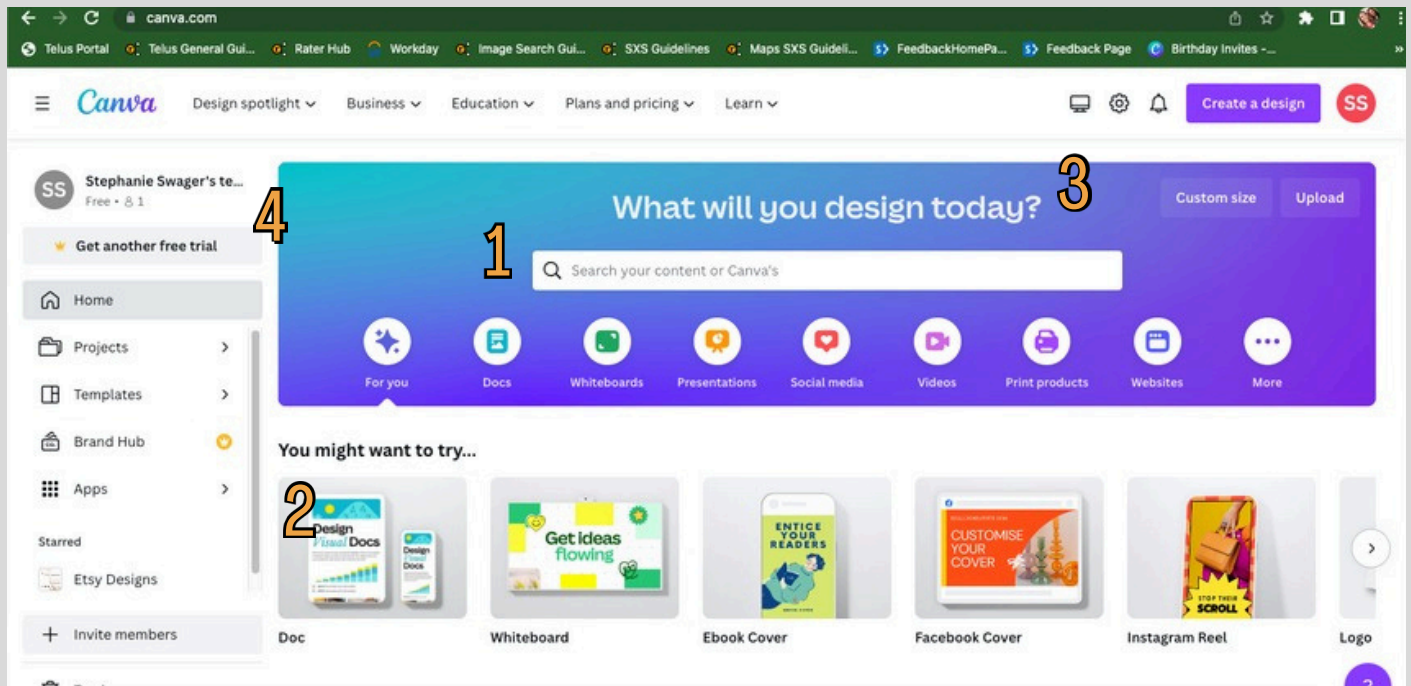 canva.com
Telus Portal Telus General Gui... Rater Hub Workday Image Search Gui... SXS Guidelines Maps SXS Guideli... FeedbackHomePa... Feedback Page Birthday Invites -... »
Canva Design spotlight Business Education Plans and pricing Learn Create a design SS
SS Stephanie Swager's te...
Free • 1
Get another free trial
Home
Projects
Templates
Brand Hub
Apps
Starred
Etsy Designs
+ Invite members
4
1
3
What will you design today?
Custom size Upload
Search your content or Canva's
For you Docs Whiteboards Presentations Social media Videos Print products Websites More
You might want to try...
2
Design
Visual Docs
Design
Visual
Docs
Get ideas
flowing
ENTICE
YOUR
READERS
CUSTOMISE
YOUR
COVER
STOP THEIR
SCROLL
Doc Whiteboard Ebook Cover Facebook Cover Instagram Reel Logo
?